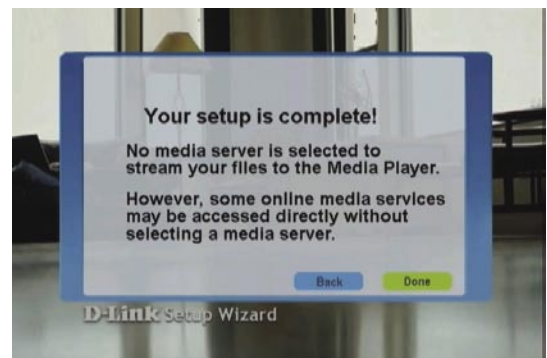 Your setup is complete!
No media server is selected to
stream your files to the Media Player.
However, some online media services
may be accessed directly without
selecting a media server.
Back
Done
D-Link Setup Wizard